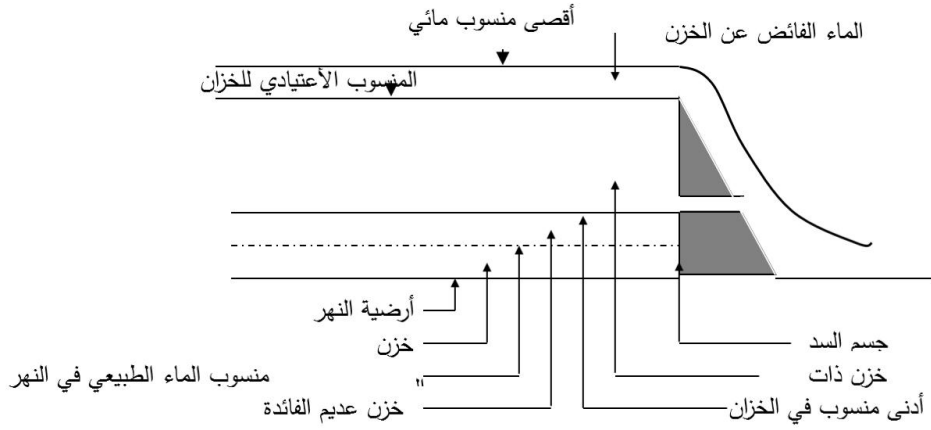 أقصى منسوب مائي
الماء الفائض عن الخزن
المنسوب الأعتيادي للخزان
أرضية النهر
خزن
جسم السد
منسوب الماء الطبيعي في النهر
خزن ذات
خزن عديم الفائدة
أدنى منسوب في الخزان